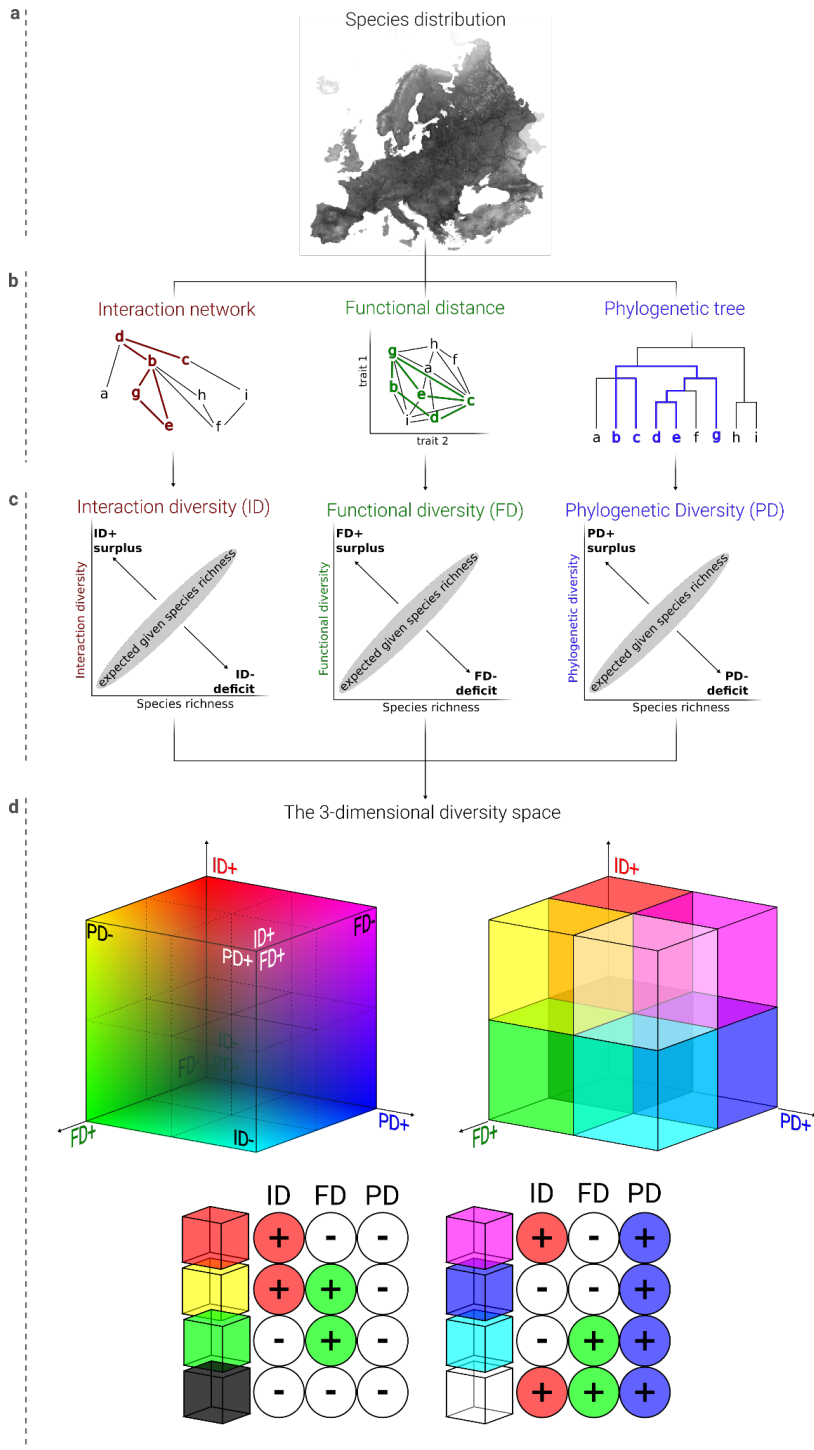 a
Species distribution
b
Interaction network
Functional distance
Phylogenetic tree
d
b
c
a
g
h
i
e
f
trait 1
g
h
f
a
b
e
c
i
d
trait 2
a b c d e f g h i
c
Interaction diversity (ID)
Functional diversity (FD)
Phylogenetic Diversity (PD)
Interaction diversity
ID+
surplus
expected given species richness
ID-
deficit
Species richness
Functional diversity
FD+
surplus
expected given species richness
FD-
deficit
Species richness
Phylogenetic diversity
PD+
surplus
expected given species richness
PD-
deficit
Species richness
d
The 3-dimensional diversity space
ID+
PD-
ID+
PD+ FD+
FD-
ID-
FD- PD-
FD+
ID-
PD+
ID+
FD+
PD+
ID FD PD
+ - -
+ + -
- + -
- - -
ID FD PD
+ - +
- - +
- + +
+ + +